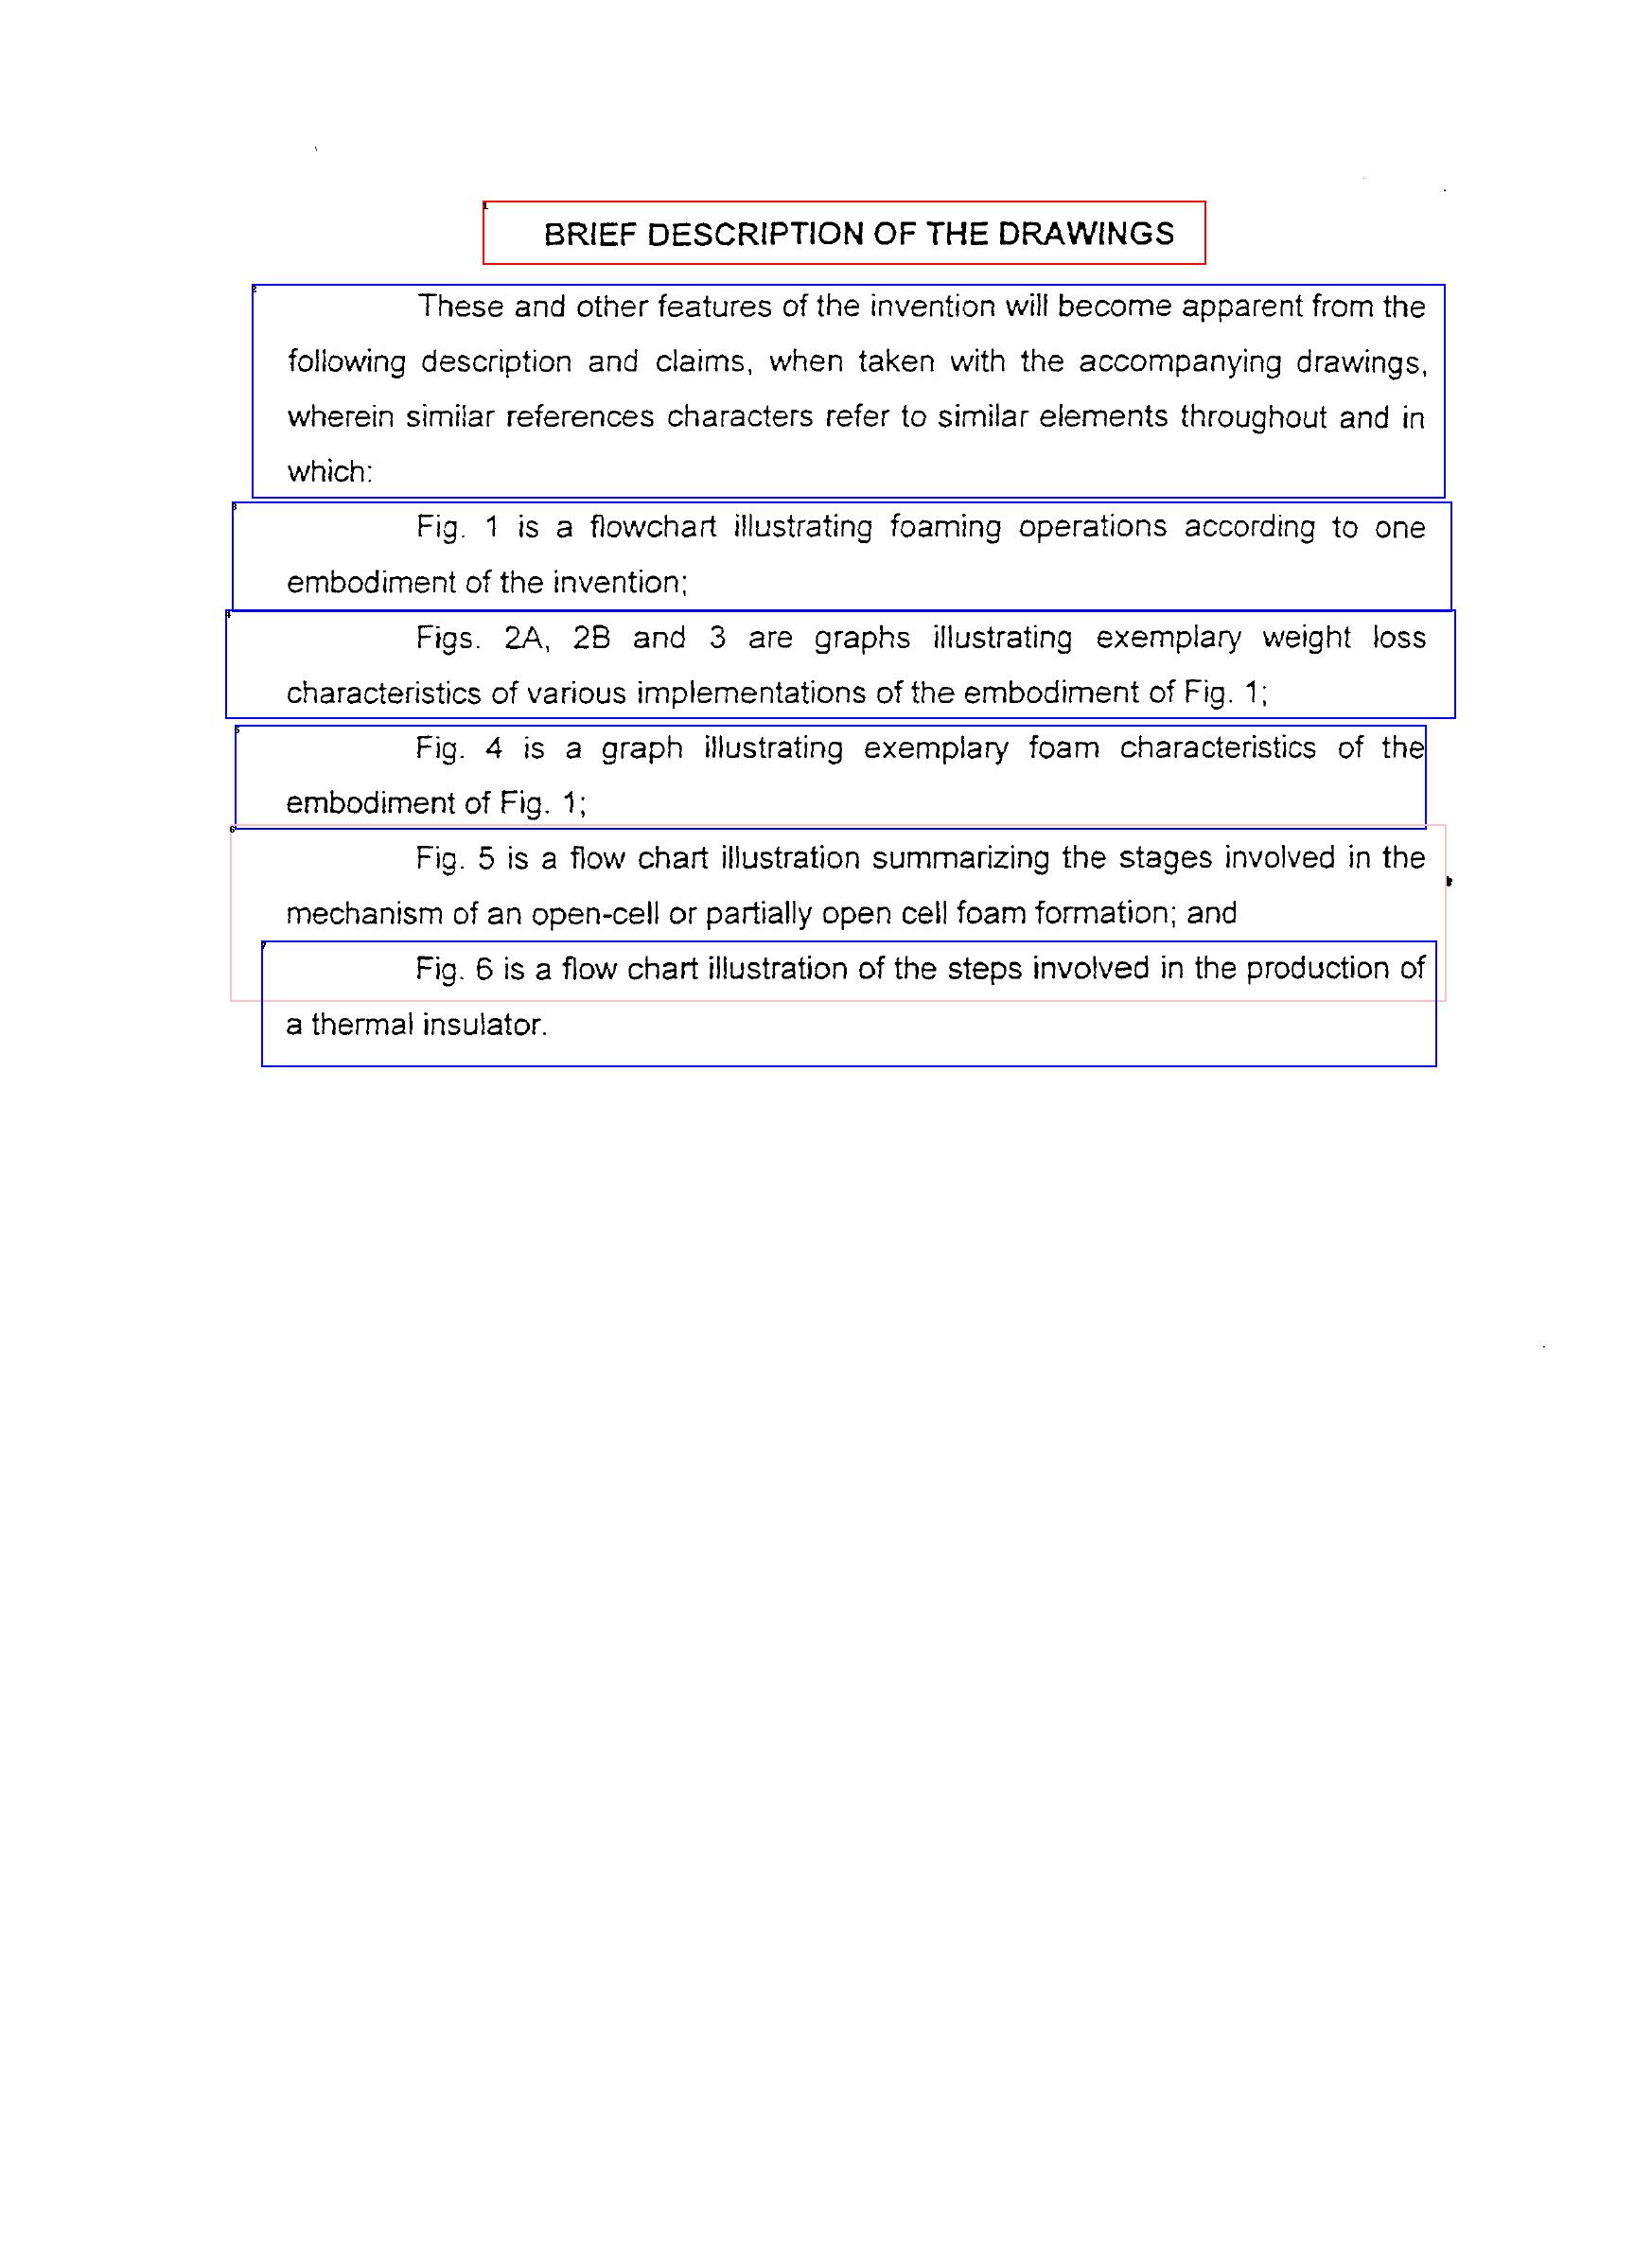 BRIEF DESCRIPTION OF THE DRAWINGS
These and other features of the invention will become apparent from the
following description and claims, when taken with the accompanying drawings,
wherein similar references characters refer to similar elements throughout and in
which:
Fig. 1 is a flowchart illustrating foaming operations according to one
embodiment of the invention;
Figs. 2A, 2B and 3 are graphs illustrating exemplary weight loss
characteristics of various implementations of the embodiment of Fig. 1;
Fig. 4 is a graph illustrating exemplary foam characteristics of the
embodiment of Fig. 1;
Fig. 5 is a flow chart illustration summarizing the stages involved in the
mechanism of an open-cell or partially open cell foam formation; and
Fig. 6 is a flow chart illustration of the steps involved in the production of
a thermal insulator.